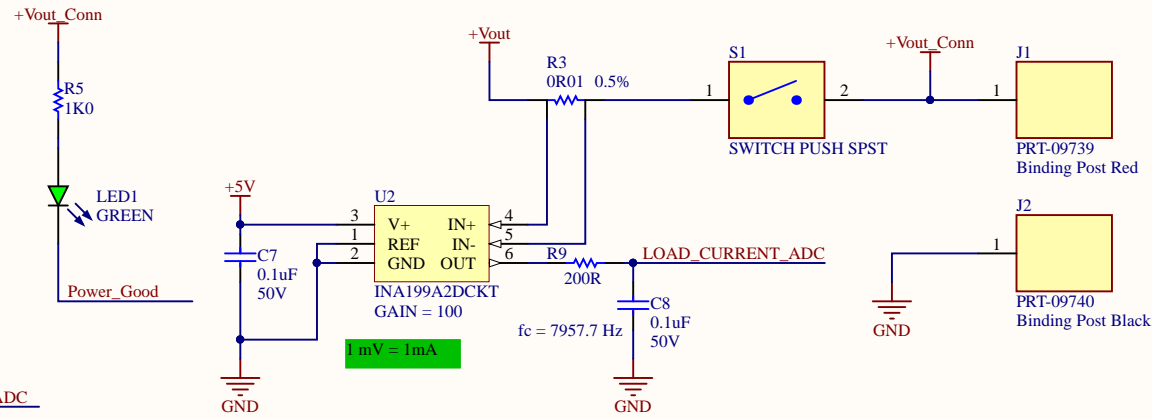 +Vout_Conn
R5
1K0
LED1
GREEN
Power_Good
+Vout
R3
0R01 0.5%
S1
1
2
SWITCH PUSH SPST
+Vout_Conn
J1
1
PRT-09739
Binding Post Red
+5V
C7
0.1uF
50V
GND
U2
3 V+ IN+ 4
1 REF IN- 5
2 GND OUT 6
INA199A2DCKT
GAIN = 100
1 mV = 1mA
R9
200R
LOAD_CURRENT_ADC
C8
0.1uF
50V
fc = 7957.7 Hz
GND
J2
1
PRT-09740
Binding Post Black
GND